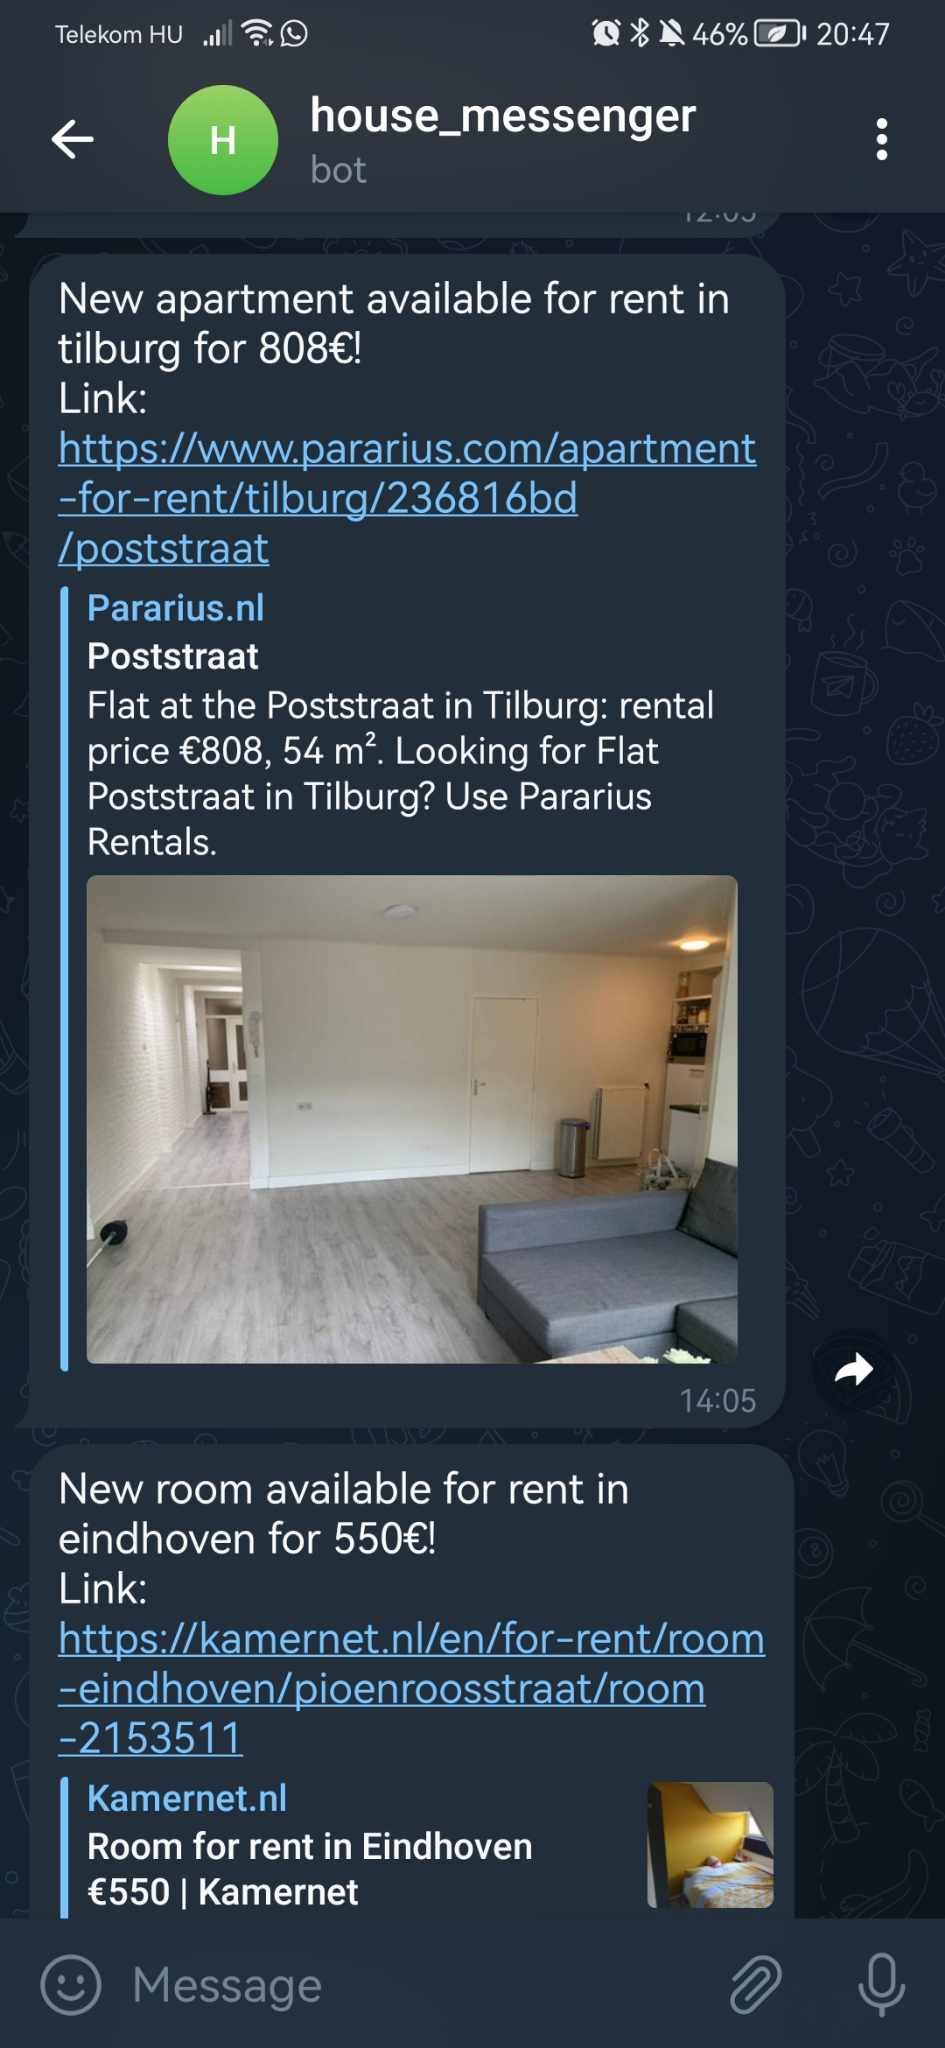 Telekom HU 46% 20:47
H
house_messenger
bot
12:05
New apartment available for rent in
tilburg for 808€!
Link:
https://www.pararius.com/apartment
-for-rent/tilburg/236816bd
/poststraat
Pararius.nl
Poststraat
Flat at the Poststraat in Tilburg: rental
price €808, 54 m². Looking for Flat
Poststraat in Tilburg? Use Pararius
Rentals.
14:05
New room available for rent in
eindhoven for 550€!
Link:
https://kamernet.nl/en/for-rent/room
-eindhoven/pioenroosstraat/room
-2153511
Kamernet.nl
Room for rent in Eindhoven
€550 | Kamernet
Message